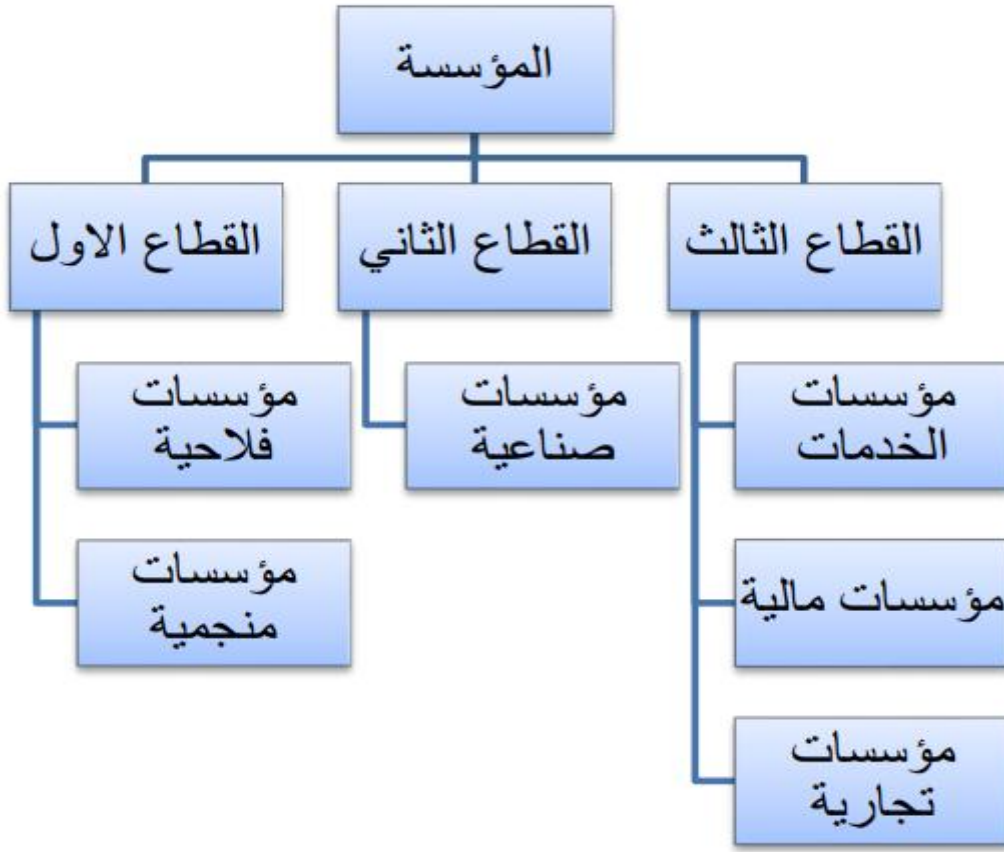 المؤسسة
القطاع الاول
القطاع الثاني
القطاع الثالث
مؤسسات
فلاحية
مؤسسات
منجمية
مؤسسات
صناعية
مؤسسات
الخدمات
مؤسسات مالية
مؤسسات
تجارية